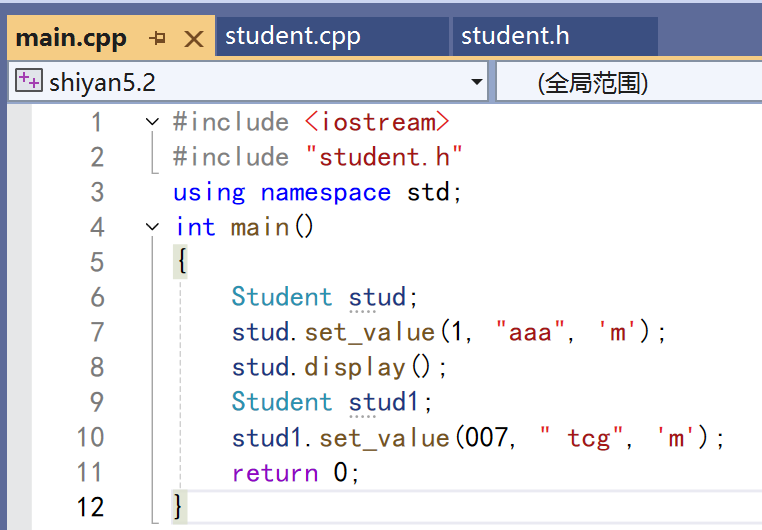 main.cpp student.cpp student.h
shiyan5.2 (全局范围)
1 #include <iostream>
2 #include "student.h"
3 using namespace std;
4 int main()
5 {
6 Student stud;
7 stud.set_value(1, "aaa", 'm');
8 stud.display();
9 Student stud1;
10 stud1.set_value(007, " tcg", 'm');
11 return 0;
12 }